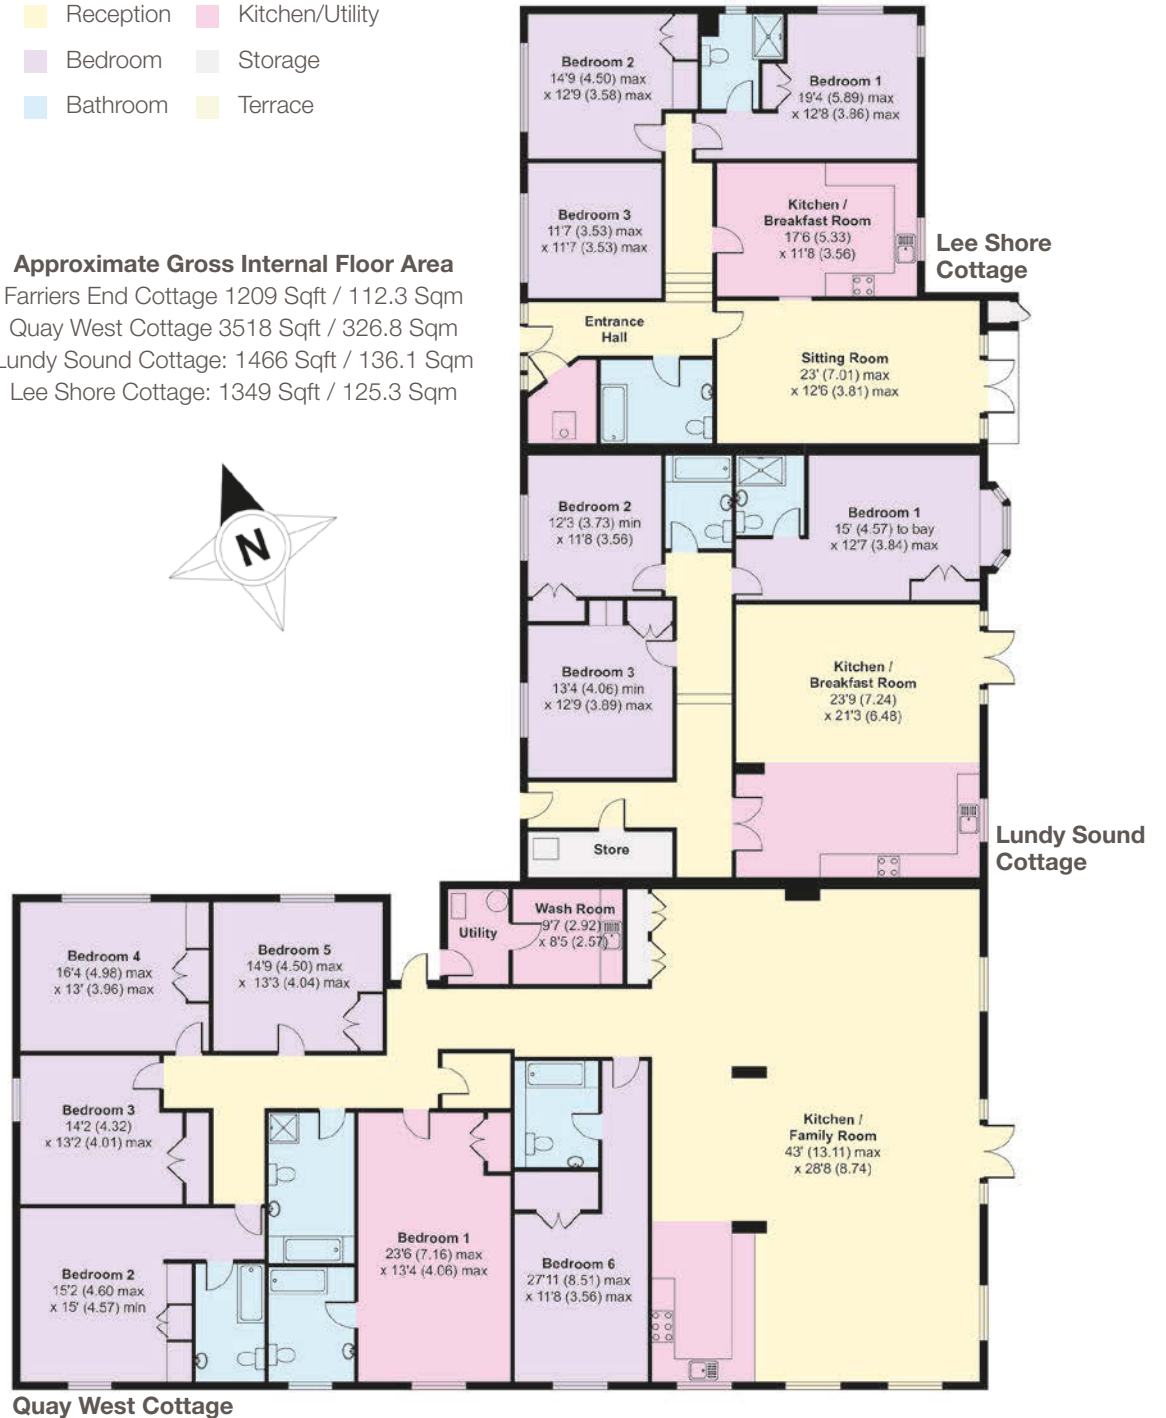 Reception
Kitchen/Utility
Bedroom
Storage
Bathroom
Terrace
Approximate Gross Internal Floor Area
Farriers End Cottage 1209 Sqft / 112.3 Sqm
Quay West Cottage 3518 Sqft / 326.8 Sqm
Lundy Sound Cottage: 1466 Sqft / 136.1 Sqm
Lee Shore Cottage: 1349 Sqft / 125.3 Sqm
N
Bedroom 2
14'9 (4.50) max
x 12'9 (3.58) max
Bedroom 1
19'4 (5.89) max
x 12'8 (3.86) max
Bedroom 3
11'7 (3.53) max
x 11'7 (3.53) max
Kitchen /
Breakfast Room
17'6 (5.33)
x 11'8 (3.56)
Lee Shore
Cottage
Entrance
Hall
Sitting Room
23' (7.01) max
x 12'6 (3.81) max
Bedroom 2
12'3 (3.73) min
x 11'8 (3.56)
Bedroom 1
15' (4.57) to bay
x 12'7 (3.84) max
Bedroom 3
13'4 (4.06) min
x 12'9 (3.89) max
Kitchen /
Breakfast Room
23'9 (7.24)
x 21'3 (6.48)
Store
Lundy Sound
Cottage
Utility
Wash Room
9'7 (2.92)
x 8'5 (2.57)
Bedroom 4
16'4 (4.98) max
x 13' (3.96) max
Bedroom 5
14'9 (4.50) max
x 13'3 (4.04) max
Bedroom 3
14'2 (4.32)
x 13'2 (4.01) max
Kitchen /
Family Room
43' (13.11) max
x 28'8 (8.74)
Bedroom 1
23'6 (7.16) max
x 13'4 (4.06) max
Bedroom 2
15'2 (4.60 max
x 15' (4.57) min
Bedroom 6
27'11 (8.51) max
x 11'8 (3.56) max
Quay West Cottage